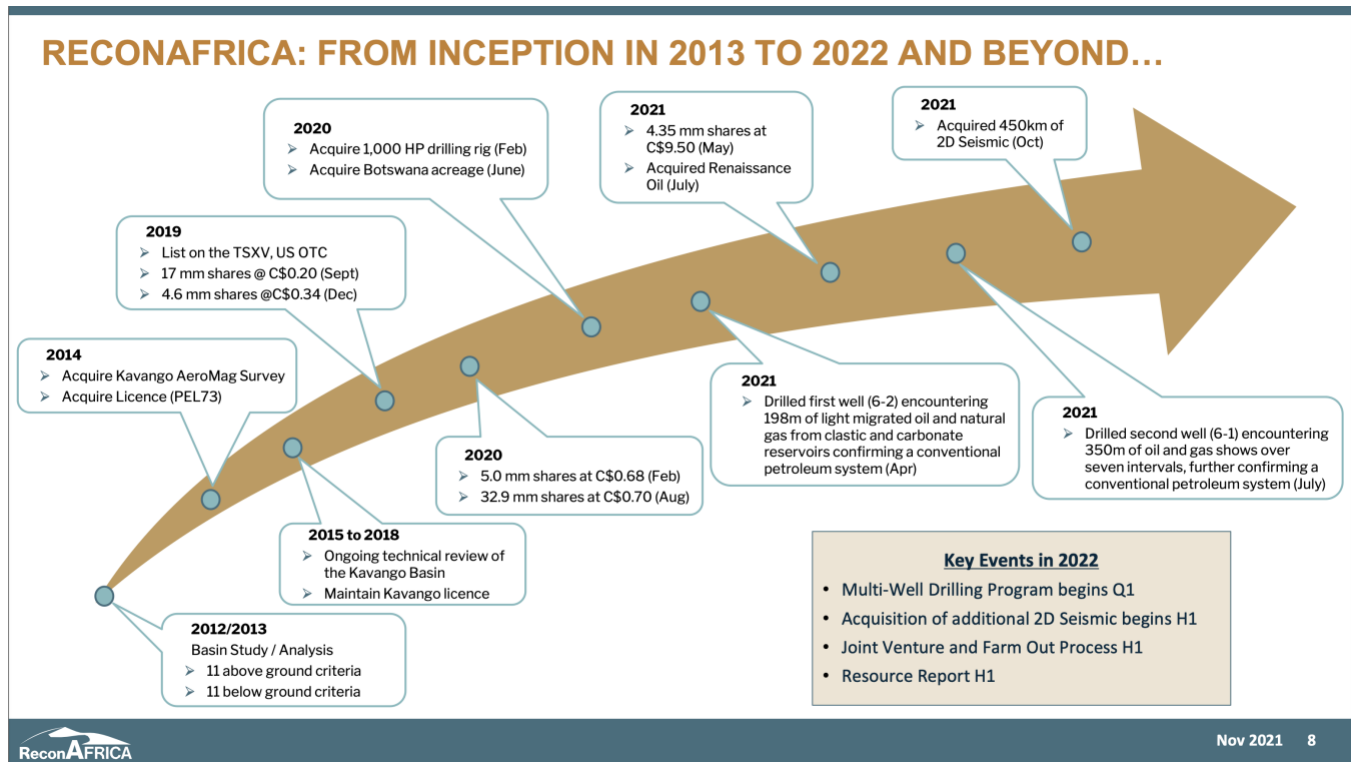 RECONAFRICA: FROM INCEPTION IN 2013 TO 2022 AND BEYOND…
2012/2013
Basin Study / Analysis
➢ 11 above ground criteria
➢ 11 below ground criteria
2014
➢ Acquire Kavango AeroMag Survey
➢ Acquire Licence (PEL73)
2015 to 2018
➢ Ongoing technical review of
the Kavango Basin
➢ Maintain Kavango licence
2019
➢ List on the TSXV, US OTC
➢ 17 mm shares @ C$0.20 (Sept)
➢ 4.6 mm shares @C$0.34 (Dec)
2020
➢ 5.0 mm shares at C$0.68 (Feb)
➢ 32.9 mm shares at C$0.70 (Aug)
2020
➢ Acquire 1,000 HP drilling rig (Feb)
➢ Acquire Botswana acreage (June)
2021
➢ Drilled first well (6-2) encountering
198m of light migrated oil and natural
gas from clastic and carbonate
reservoirs confirming a conventional
petroleum system (Apr)
2021
➢ 4.35 mm shares at
C$9.50 (May)
➢ Acquired Renaissance
Oil (July)
2021
➢ Drilled second well (6-1) encountering
350m of oil and gas shows over
seven intervals, further confirming a
conventional petroleum system (July)
2021
➢ Acquired 450km of
2D Seismic (Oct)
Key Events in 2022
• Multi-Well Drilling Program begins Q1
• Acquisition of additional 2D Seismic begins H1
• Joint Venture and Farm Out Process H1
• Resource Report H1
ReconAFRICA
Nov 2021 8